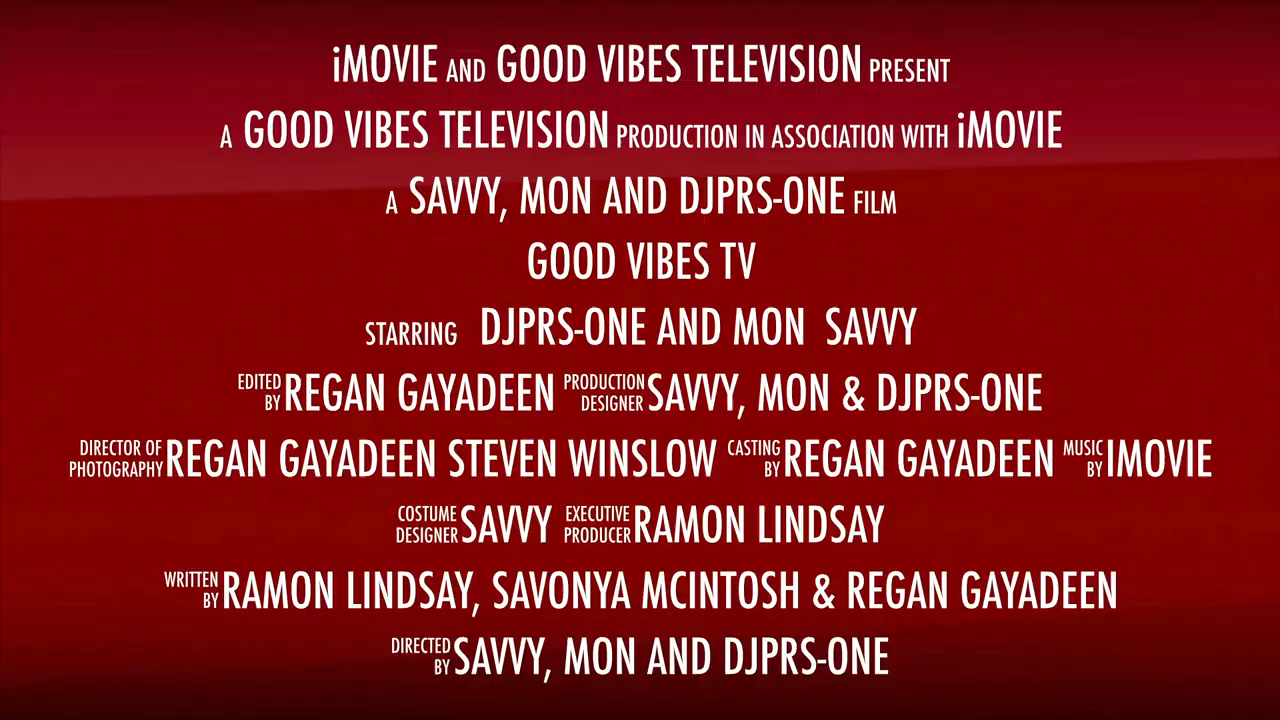 iMOVIE AND GOOD VIBES TELEVISION PRESENT
A GOOD VIBES TELEVISION PRODUCTION IN ASSOCIATION WITH iMOVIE
A SAVVY, MON AND DJPRS-ONE FILM
GOOD VIBES TV
STARRING DJPRS-ONE AND MON SAVVY
EDITED BY REGAN GAYADEEN PRODUCTION DESIGNER SAVVY, MON & DJPRS-ONE
DIRECTOR OF PHOTOGRAPHY REGAN GAYADEEN STEVEN WINSLOW CASTING BY REGAN GAYADEEN MUSIC BY IMOVIE
COSTUME DESIGNER SAVVY EXECUTIVE PRODUCER RAMON LINDSAY
WRITTEN BY RAMON LINDSAY, SAVONYA MCINTOSH & REGAN GAYADEEN
DIRECTED BY SAVVY, MON AND DJPRS-ONE